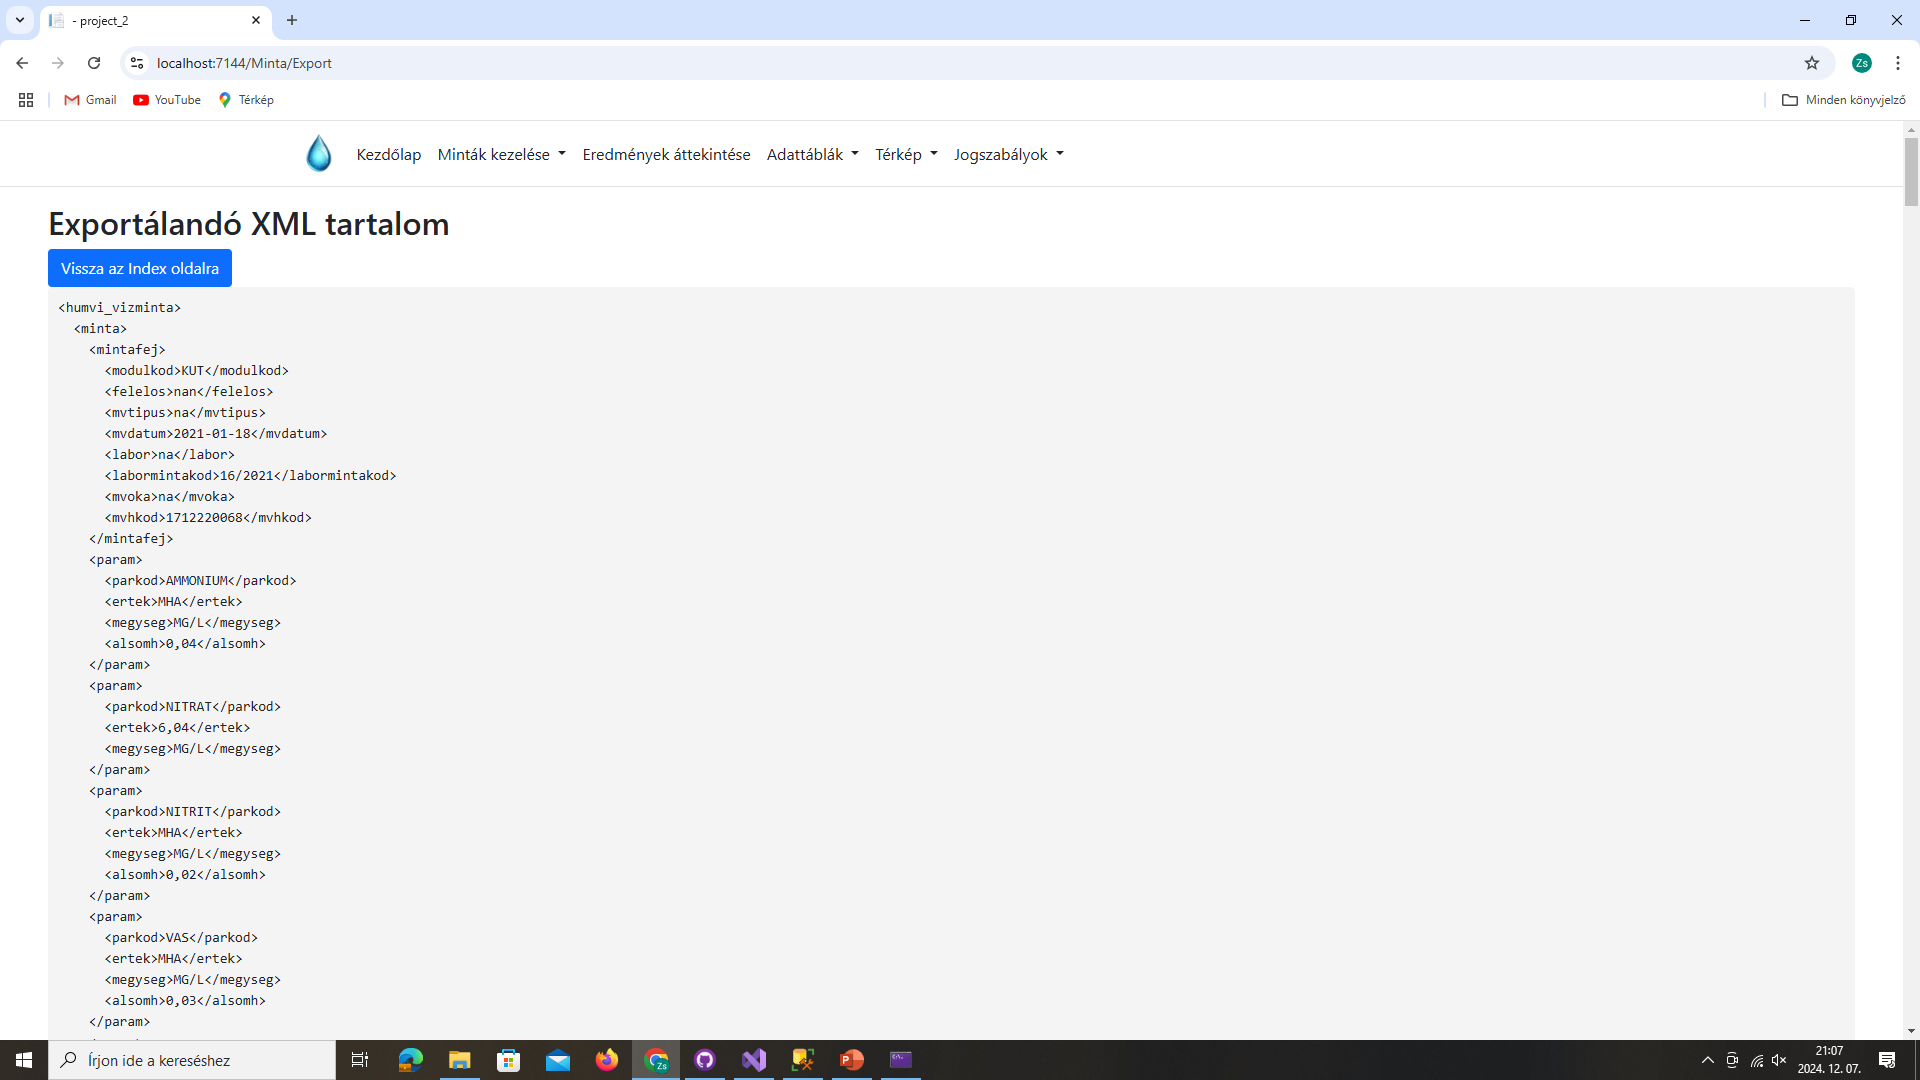 - project_2
localhost:7144/Minta/Export
Zs
Gmail
YouTube
Térkép
Minden könyvjelző
Kezdőlap
Minták kezelése
Eredmények áttekintése
Adattáblák
Térkép
Jogszabályok
Exportálandó XML tartalom
Vissza az Index oldalra
<humvi_vizminta>
<minta>
<mintafej>
<modulkod>KUT</modulkod>
<felelos>nan</felelos>
<mvtipus>na</mvtipus>
<mvdatum>2021-01-18</mvdatum>
<labor>na</labor>
<labormintakod>16/2021</labormintakod>
<mvoka>na</mvoka>
<mvhkod>1712220068</mvhkod>
</mintafej>
<param>
<parkod>AMMONIUM</parkod>
<ertek>MHA</ertek>
<megyseg>MG/L</megyseg>
<alsomh>0,04</alsomh>
</param>
<param>
<parkod>NITRAT</parkod>
<ertek>6,04</ertek>
<megyseg>MG/L</megyseg>
</param>
<param>
<parkod>NITRIT</parkod>
<ertek>MHA</ertek>
<megyseg>MG/L</megyseg>
<alsomh>0,02</alsomh>
</param>
<param>
<parkod>VAS</parkod>
<ertek>MHA</ertek>
<megyseg>MG/L</megyseg>
<alsomh>0,03</alsomh>
</param>
Írjon ide a kereséshez
Zs
21:07
2024. 12. 07.